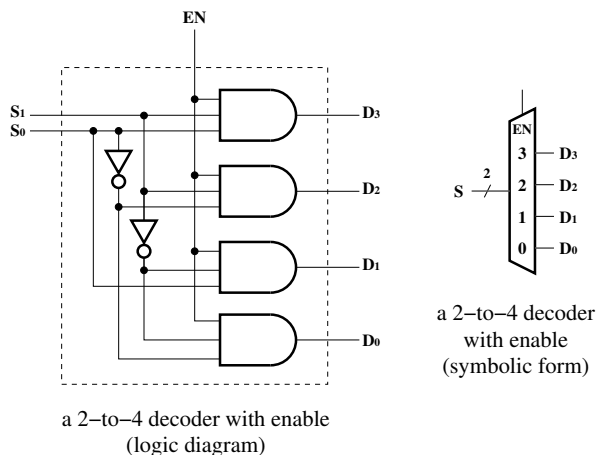 EN
S1
S0
D3
D2
D1
D0
a 2−to−4 decoder with enable
(logic diagram)
EN
3 D3
2
S 2 D2
1 D1
0 D0
a 2−to−4 decoder
with enable
(symbolic form)